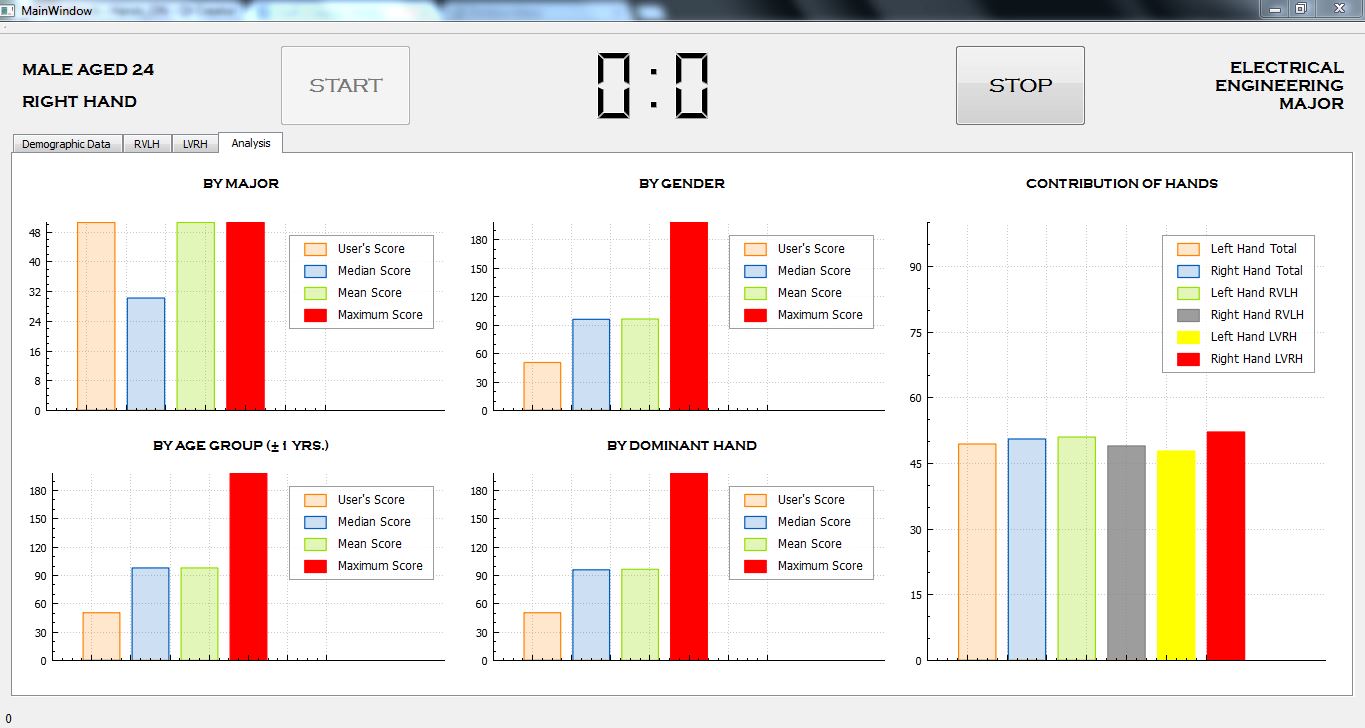 MainWindow
MALE AGED 24
RIGHT HAND
START
0:0
STOP
ELECTRICAL
ENGINEERING
MAJOR
Demographic Data
RVLH
LVRH
Analysis
BY MAJOR
48
40
32
24
16
8
0
User's Score
Median Score
Mean Score
Maximum Score
BY GENDER
180
150
120
90
60
30
0
User's Score
Median Score
Mean Score
Maximum Score
CONTRIBUTION OF HANDS
90
75
60
45
30
15
0
Left Hand Total
Right Hand Total
Left Hand RVLH
Right Hand RVLH
Left Hand LVRH
Right Hand LVRH
BY AGE GROUP (± 1 YRS.)
180
150
120
90
60
30
0
User's Score
Median Score
Mean Score
Maximum Score
BY DOMINANT HAND
180
150
120
90
60
30
0
User's Score
Median Score
Mean Score
Maximum Score
0